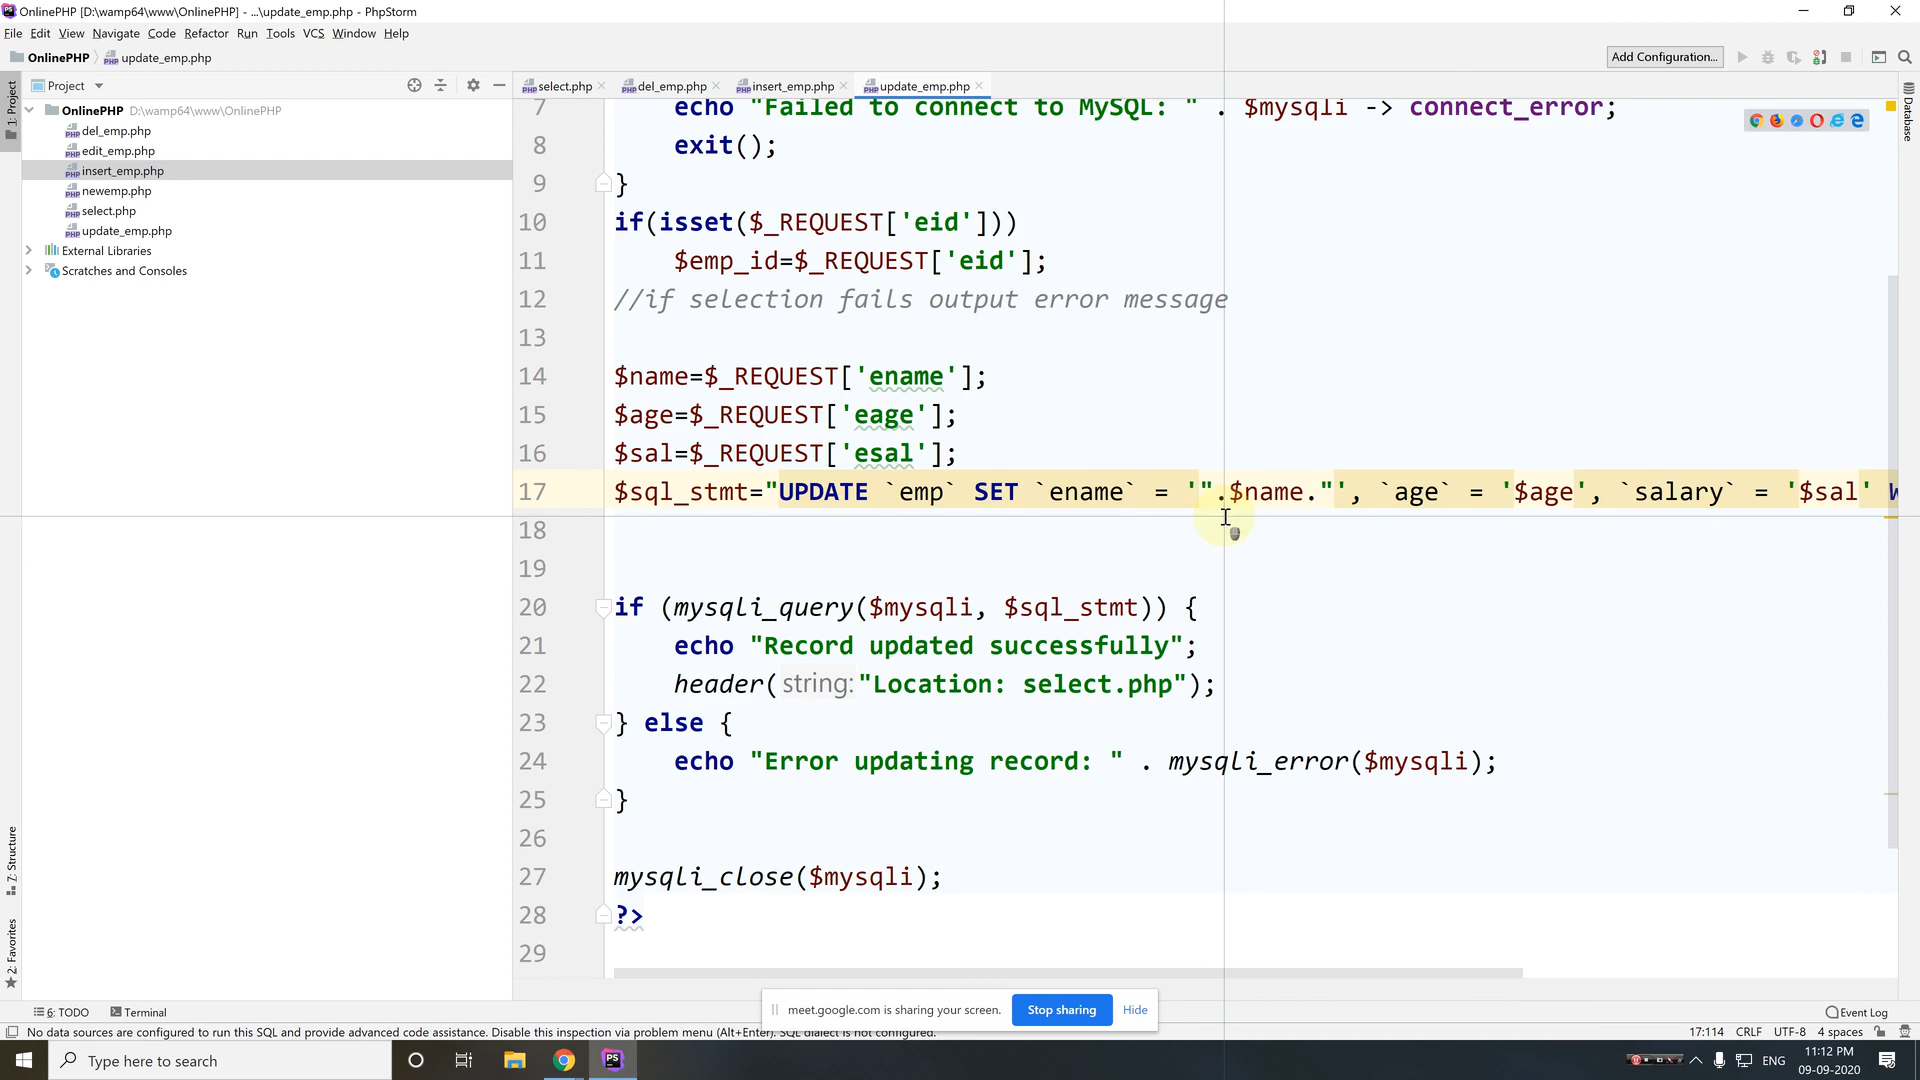 OnlinePHP [D:\wamp64\www\OnlinePHP] - ...\update_emp.php - PhpStorm
File Edit View Navigate Code Refactor Run Tools VCS Window Help
OnlinePHP update_emp.php
Add Configuration...
Project
select.php
del_emp.php
insert_emp.php
update_emp.php
1: Project
OnlinePHP D:\wamp64\www\OnlinePHP
del_emp.php
edit_emp.php
insert_emp.php
newemp.php
select.php
update_emp.php
External Libraries
Scratches and Consoles
Database
7 echo "Failed to connect to MySQL: " . $mysqli -> connect_error;
8 exit();
9 }
10 if(isset($_REQUEST['eid']))
11 $emp_id=$_REQUEST['eid'];
12 //if selection fails output error message
13
14 $name=$_REQUEST['ename'];
15 $age=$_REQUEST['eage'];
16 $sal=$_REQUEST['esal'];
17 $sql_stmt="UPDATE `emp` SET `ename` = '".$name."', `age` = '$age', `salary` = '$sal' W
18
19
20 if (mysqli_query($mysqli, $sql_stmt)) {
21 echo "Record updated successfully";
22 header( string: "Location: select.php");
23 } else {
24 echo "Error updating record: " . mysqli_error($mysqli);
25 }
26
27 mysqli_close($mysqli);
28 ?>
29
7: Structure
2: Favorites
meet.google.com is sharing your screen. Stop sharing Hide
6: TODO Terminal
Event Log
No data sources are configured to run this SQL and provide advanced code assistance. Disable this inspection via problem menu (Alt+Enter). SQL dialect is not configured.
17:114 CRLF UTF-8 4 spaces
Type here to search
PS
ENG
11:12 PM
09-09-2020